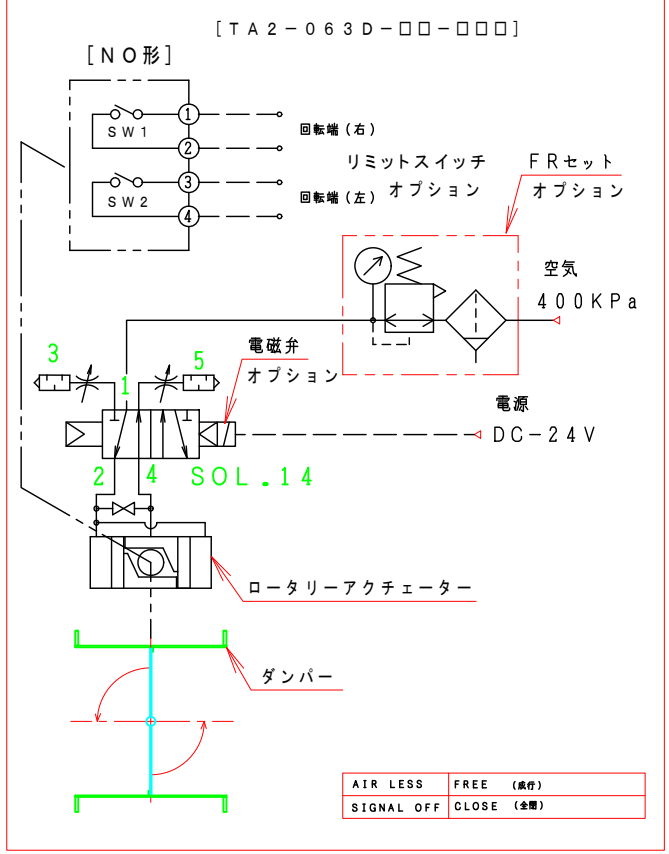 [TA2-063D-□□-□□□]
[NO形]
1
SW1
2
回転端(右)
3
SW2
4
回転端(左)
リミットスイッチ
オプション
FRセット
オプション
空気
400KPa
電磁弁
オプション
3
1
5
電源
DC-24V
2
4
SOL.14
ロータリーアクチェーター
ダンパー
AIR LESS
FREE (成行)
SIGNAL OFF
CLOSE (全閉)